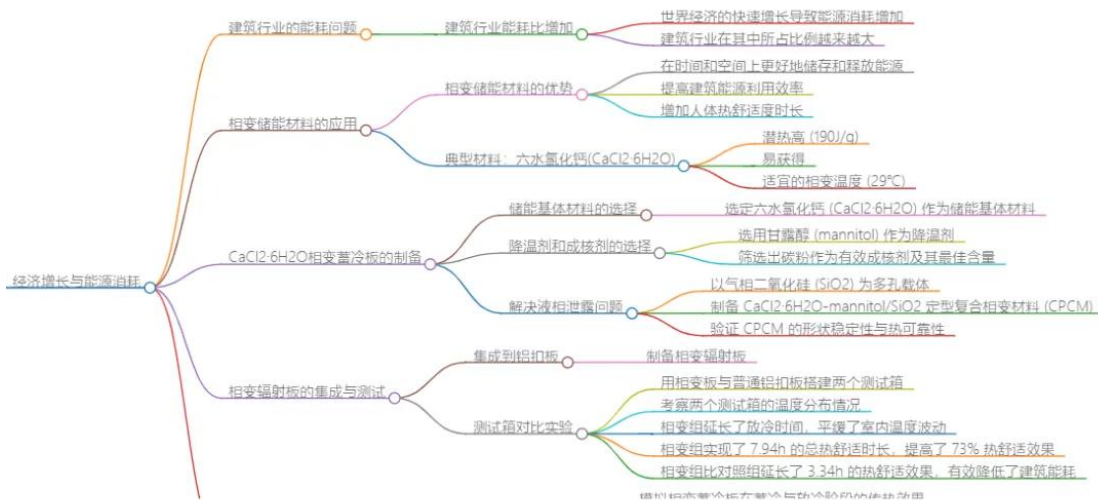 经济增长与能源消耗
建筑行业的能耗问题
建筑行业能耗比增加
世界经济的快速增长导致能源消耗增加
建筑行业在其中所占比例越来越大
相变储能材料的应用
相变储能材料的优势
在时间和空间上更好地储存和释放能源
提高建筑能源利用效率
增加人体热舒适度时长
典型材料：六水氯化钙(CaCl2·6H2O)
潜热高 (190J/g)
易获得
适宜的相变温度 (29℃)
CaCl2·6H2O相变蓄冷板的制备
储能基体材料的选择
选定六水氯化钙 (CaCl2·6H2O) 作为储能基体材料
降温剂和成核剂的选择
选用甘露醇 (mannitol) 作为降温剂
筛选出碳粉作为有效成核剂及其最佳含量
解决液相泄露问题
以气相二氧化硅 (SiO2) 为多孔载体
制备 CaCl2·6H2O-mannitol/SiO2 定型复合相变材料 (CPCM)
验证 CPCM 的形状稳定性与热可靠性
相变辐射板的集成与测试
集成到铝扣板
制备相变辐射板
测试箱对比实验
用相变板与普通铝扣板搭建两个测试箱
考察两个测试箱的温度分布情况
相变组延长了放冷时间，平缓了室内温度波动
相变组实现了 7.94h 的总热舒适时长，提高了 73% 热舒适效果
相变组比对照组延长了 3.34h 的热舒适效果，有效降低了建筑能耗
模拟相变蓄冷板在蓄冷与放冷阶段的传热效果